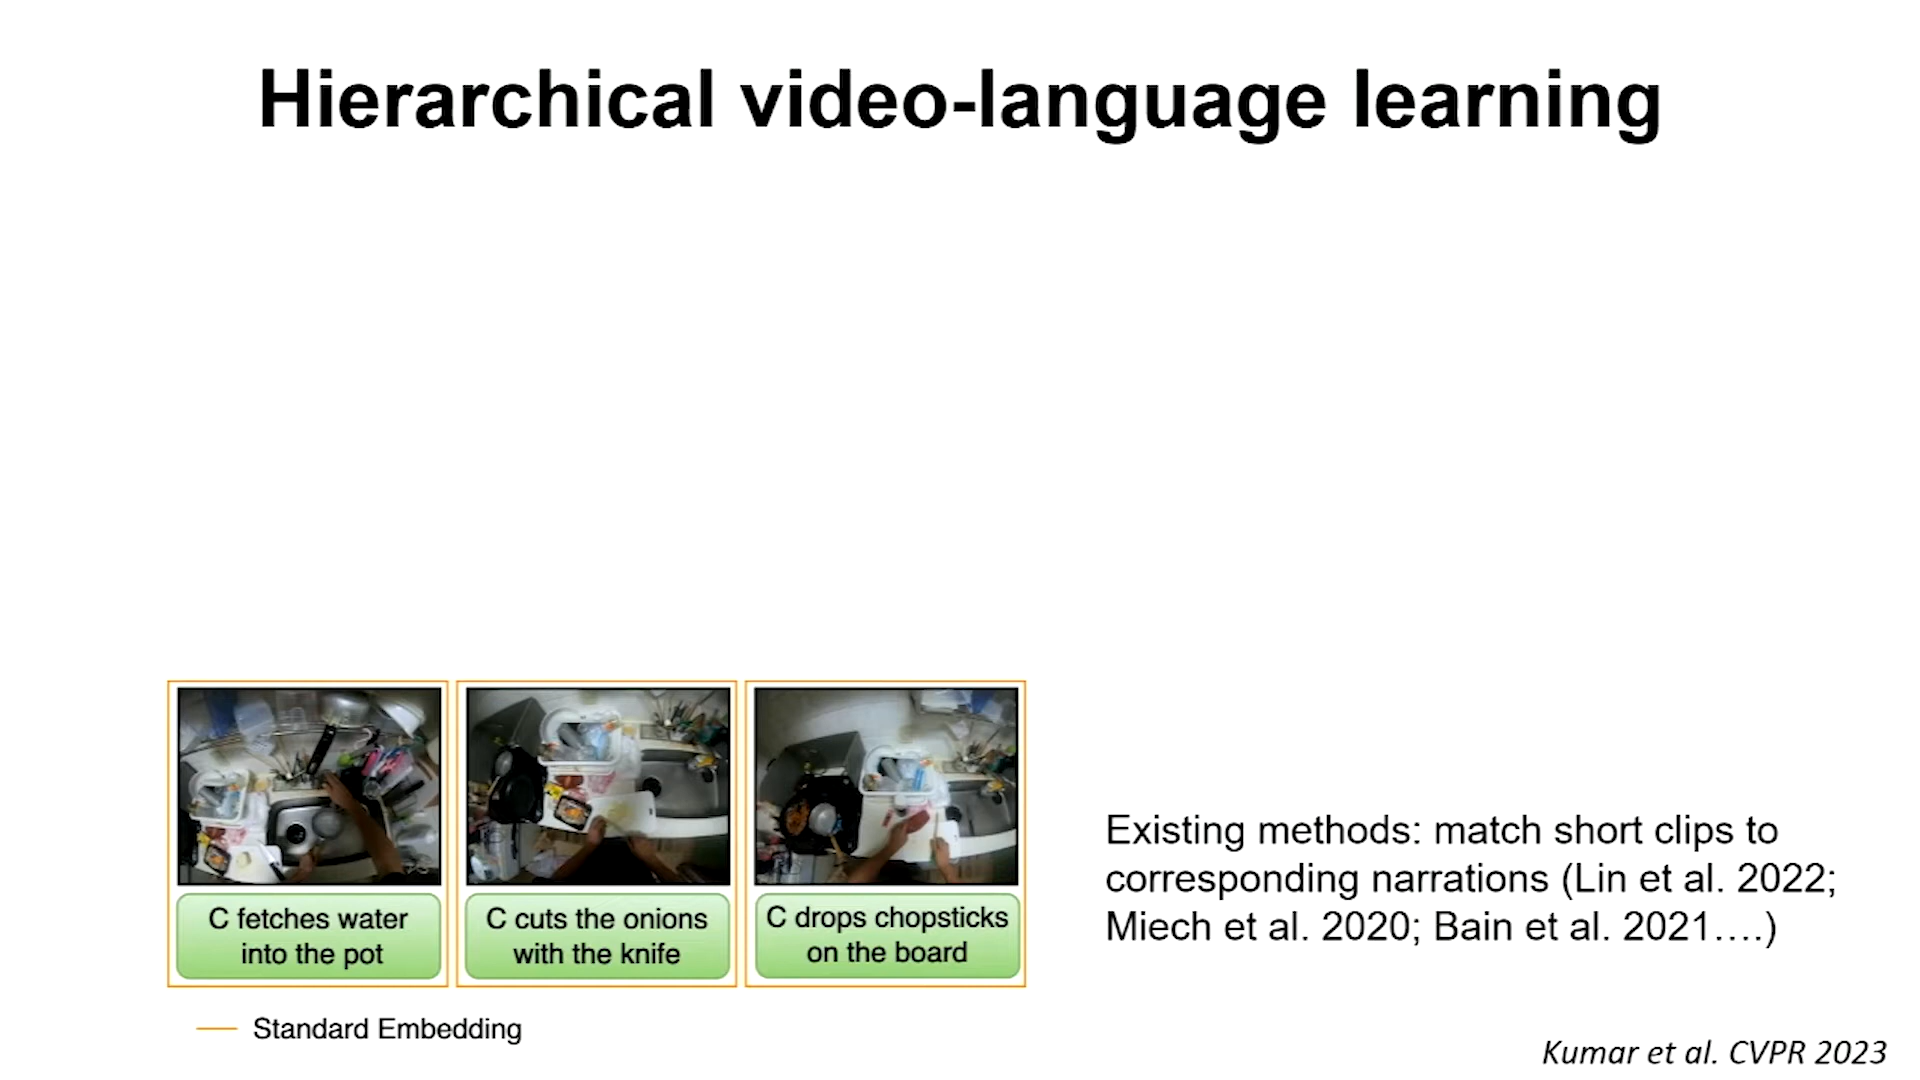 Hierarchical video-language learning
C fetches water
into the pot
C cuts the onions
with the knife
C drops chopsticks
on the board
Standard Embedding
Existing methods: match short clips to
corresponding narrations (Lin et al. 2022;
Miech et al. 2020; Bain et al. 2021....)
Kumar et al. CVPR 2023